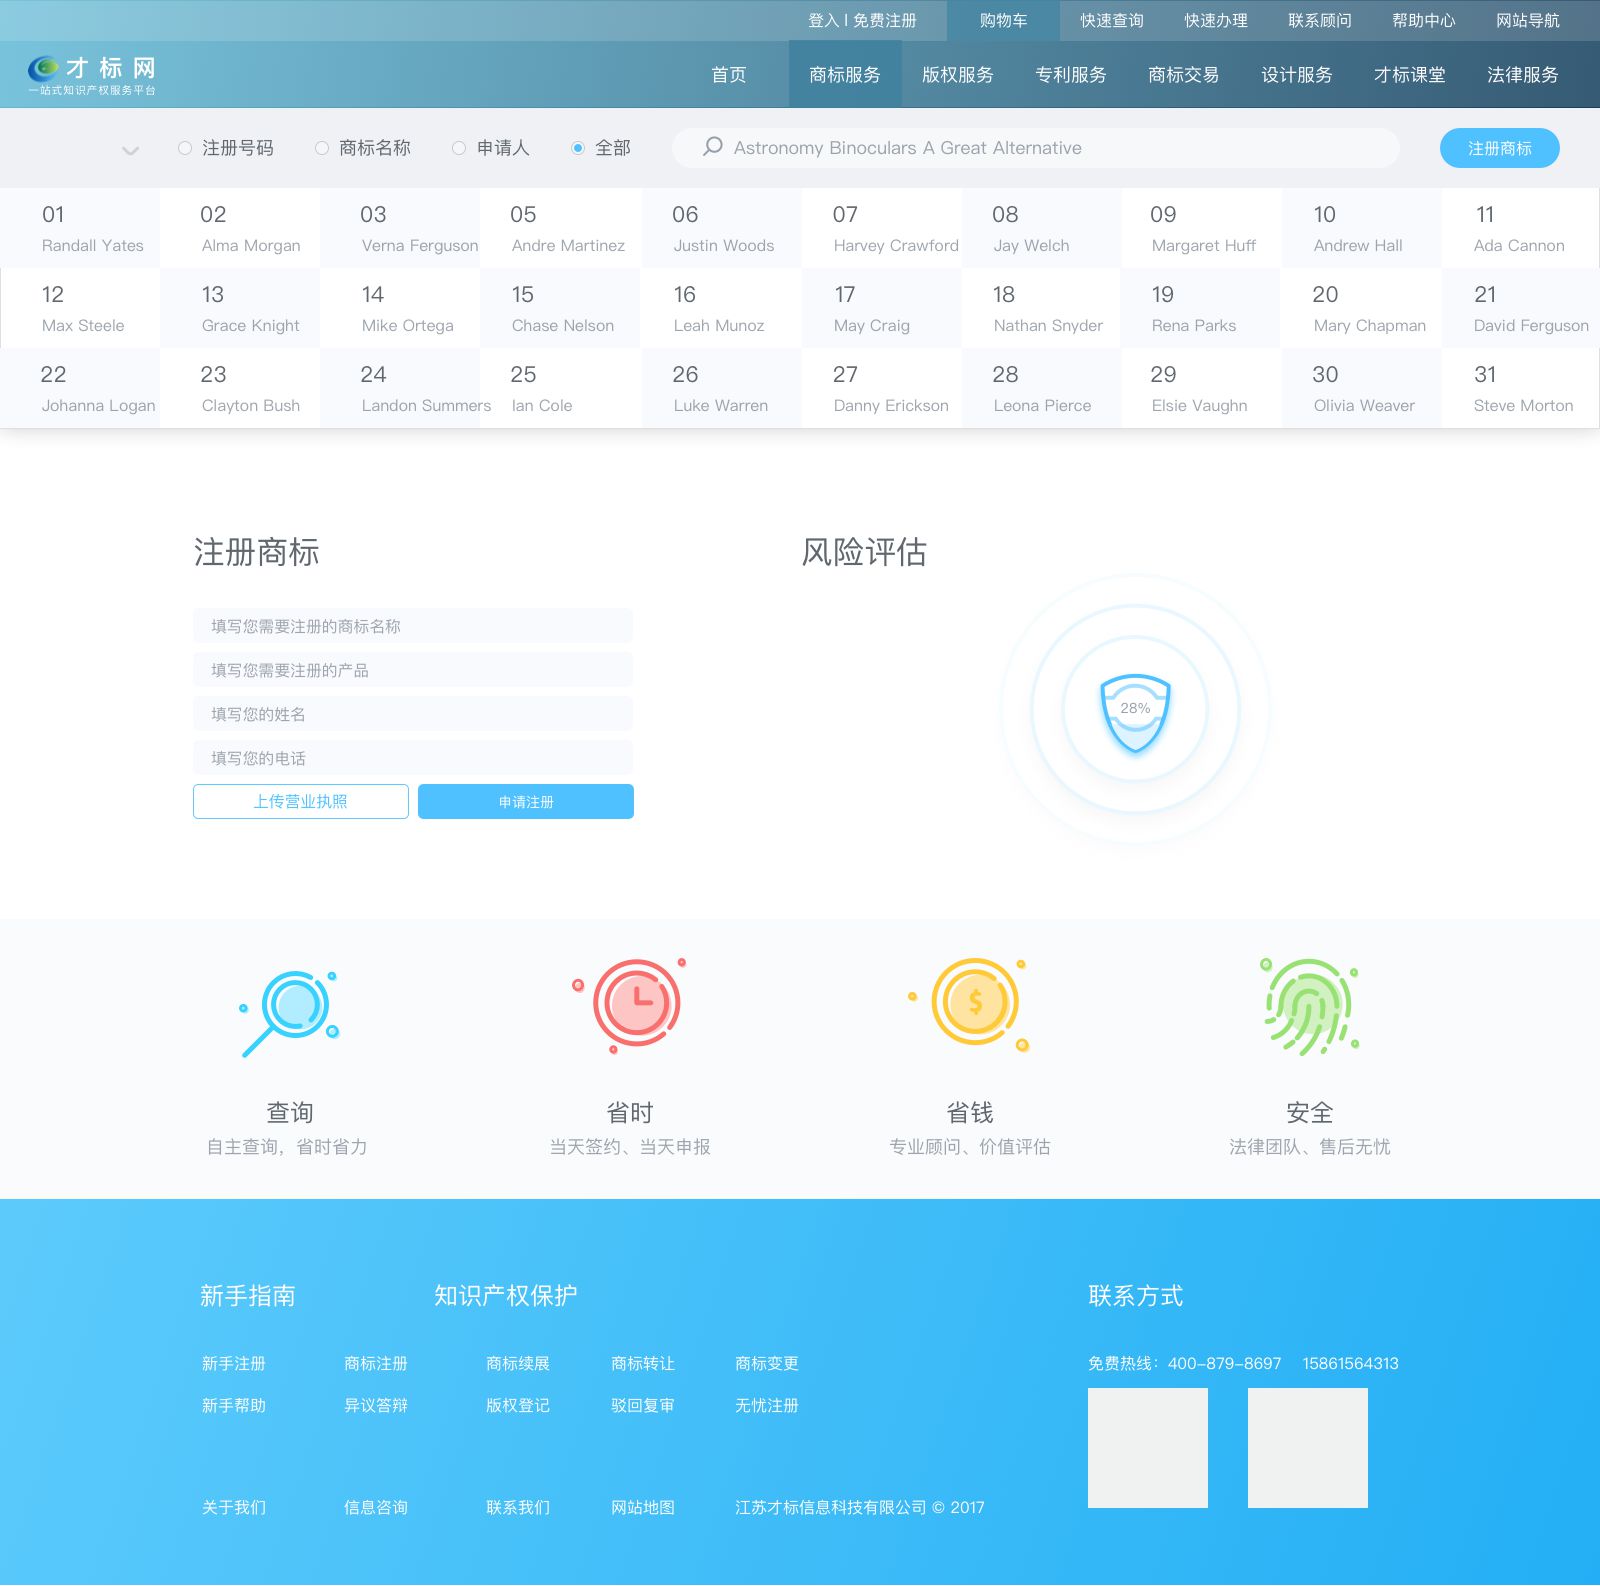 登入 | 免费注册 购物车 快速查询 快速办理 联系顾问 帮助中心 网站导航
才标网
一站式知识产权服务平台
首页 商标服务 版权服务 专利服务 商标交易 设计服务 才标课堂 法律服务
注册号码 商标名称 申请人 全部 Astronomy Binoculars A Great Alternative 注册商标
01 02 03 05 06 07 08 09 10 11
Randall Yates Alma Morgan Verna Ferguson Andre Martinez Justin Woods Harvey Crawford Jay Welch Margaret Huff Andrew Hall Ada Cannon
12 13 14 15 16 17 18 19 20 21
Max Steele Grace Knight Mike Ortega Chase Nelson Leah Munoz May Craig Nathan Snyder Rena Parks Mary Chapman David Ferguson
22 23 24 25 26 27 28 29 30 31
Johanna Logan Clayton Bush Landon Summers Ian Cole Luke Warren Danny Erickson Leona Pierce Elsie Vaughn Olivia Weaver Steve Morton
注册商标
填写您需要注册的商标名称
填写您需要注册的产品
填写您的姓名
填写您的电话
上传营业执照 申请注册
风险评估
28%
$
查询 省时 省钱 安全
自主查询，省时省力 当天签约、当天申报 专业顾问、价值评估 法律团队、售后无忧
新手指南 知识产权保护 联系方式
新手注册 商标注册 商标续展 商标转让 商标变更 免费热线：400-879-8697 15861564313
新手帮助 异议答辩 版权登记 驳回复审 无忧注册
关于我们 信息咨询 联系我们 网站地图 江苏才标信息科技有限公司 © 2017